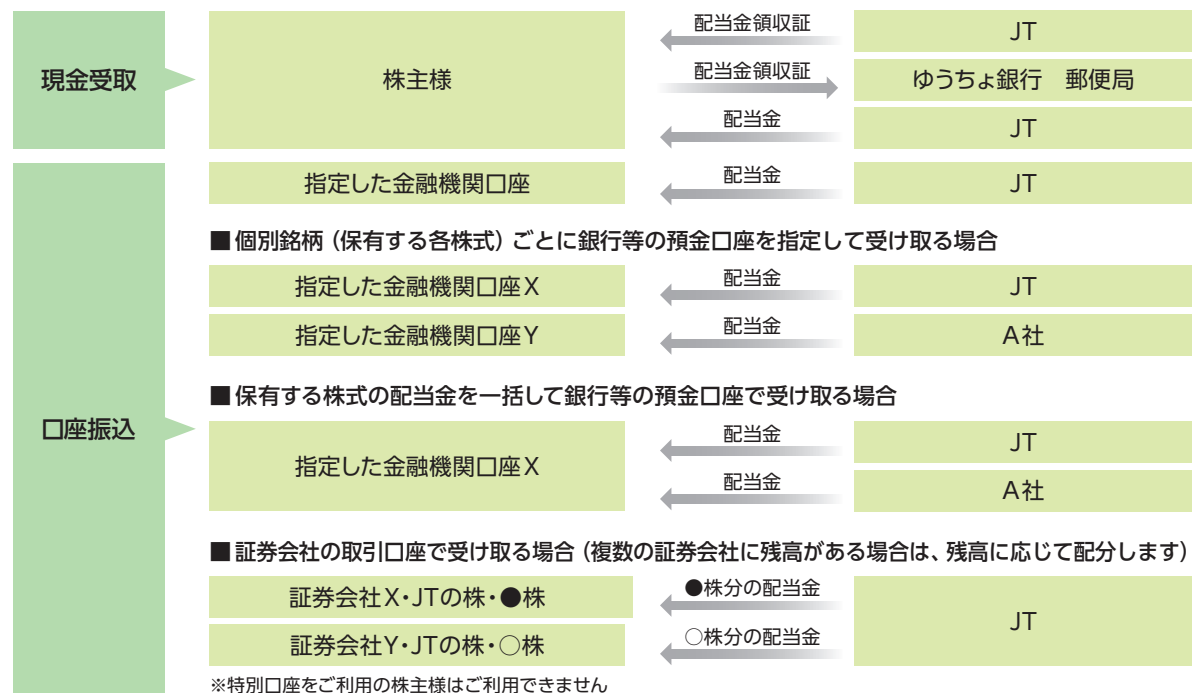 現金受取
株主様
配当金領収証
JT
配当金領収証
ゆうちょ銀行　郵便局
配当金
JT
口座振込
指定した金融機関口座
配当金
JT
■個別銘柄（保有する各株式）ごとに銀行等の預金口座を指定して受け取る場合
指定した金融機関口座X
配当金
JT
指定した金融機関口座Y
配当金
A社
■保有する株式の配当金を一括して銀行等の預金口座で受け取る場合
指定した金融機関口座X
配当金
JT
配当金
A社
■証券会社の取引口座で受け取る場合（複数の証券会社に残高がある場合は、残高に応じて配分します）
証券会社X・JTの株・●株
●株分の配当金
JT
証券会社Y・JTの株・○株
○株分の配当金
※特別口座をご利用の株主様はご利用できません